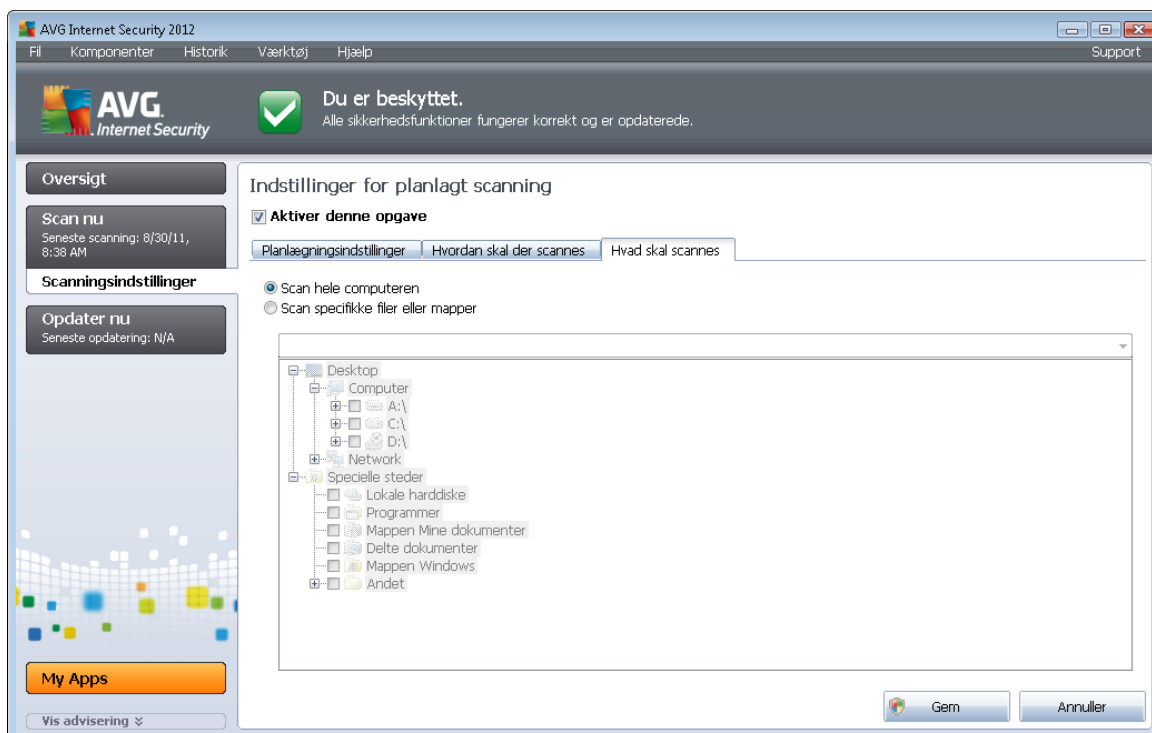 AVG Internet Security 2012
Fil Komponenter Historik Værktøj Hjælp Support
AVG.
Internet Security
Du er beskyttet.
Alle sikkerhedsfunktioner fungerer korrekt og er opdaterede.
Oversigt
Scan nu
Seneste scanning: 8/30/11,
8:38 AM
Scanningsindstillinger
Opdater nu
Seneste opdatering: N/A
My Apps
Vis advisering
Indstillinger for planlagt scanning
Aktiver denne opgave
Planlægningsindstillinger Hvordan skal der scannes Hvad skal scannes
Scan hele computeren
Scan specifikke filer eller mapper
Desktop
Computer
A:\
C:\
D:\
Network
Specielle steder
Lokale harddiske
Programmer
Mappen Mine dokumenter
Delte dokumenter
Mappen Windows
Andet
Gem Annuller